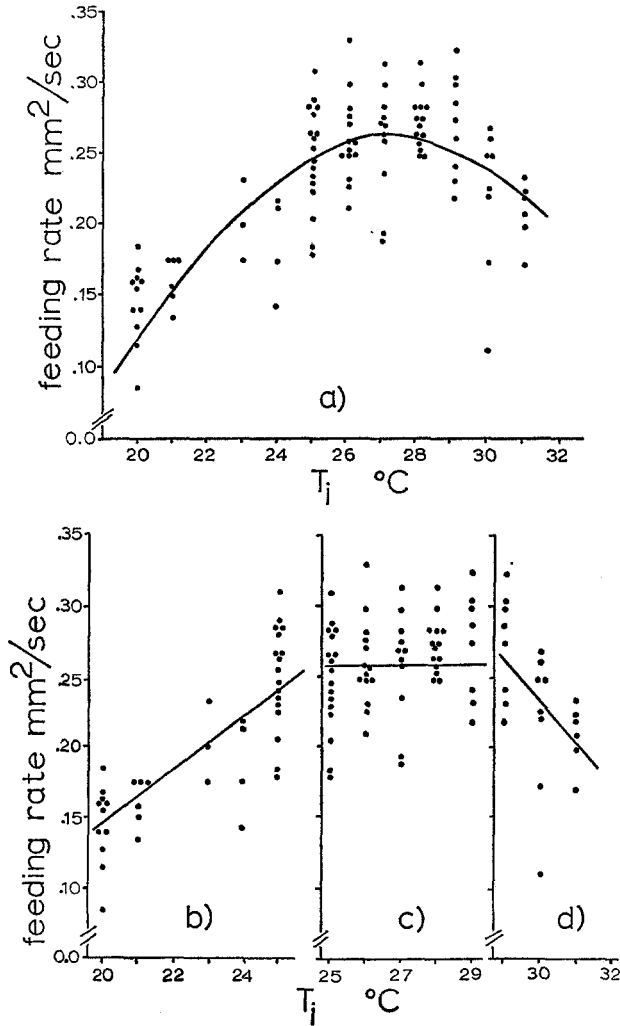 .35
.30
.25
.20
.15
.10
0.0
feeding rate mm²/sec
a)
20 22 24 26 28 30 32
Tj °C
.35
.30
.25
.20
.15
.10
0.0
feeding rate mm²/sec
b) c) d)
20 22 24 25 27 29 30 32
Tj °C